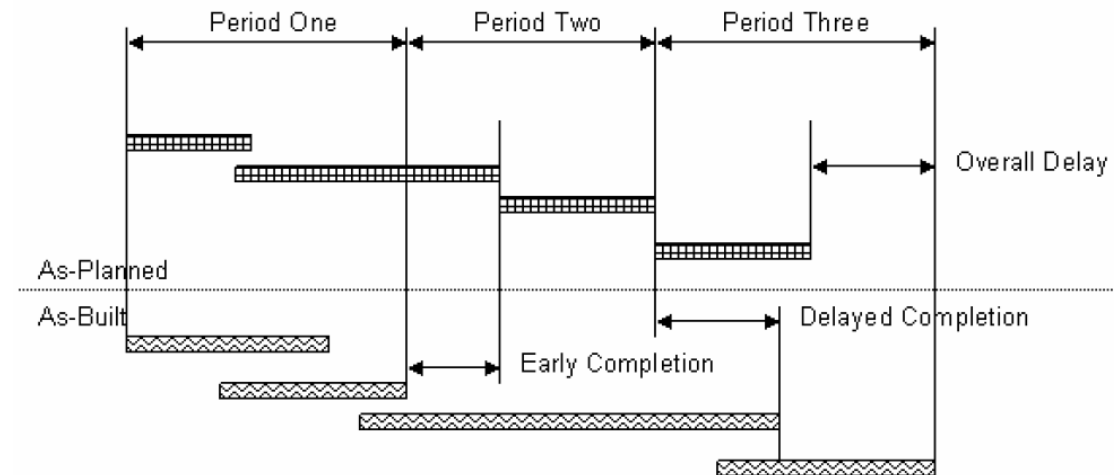 Period One
Period Two
Period Three
Overall Delay
As-Planned
As-Built
Delayed Completion
Early Completion